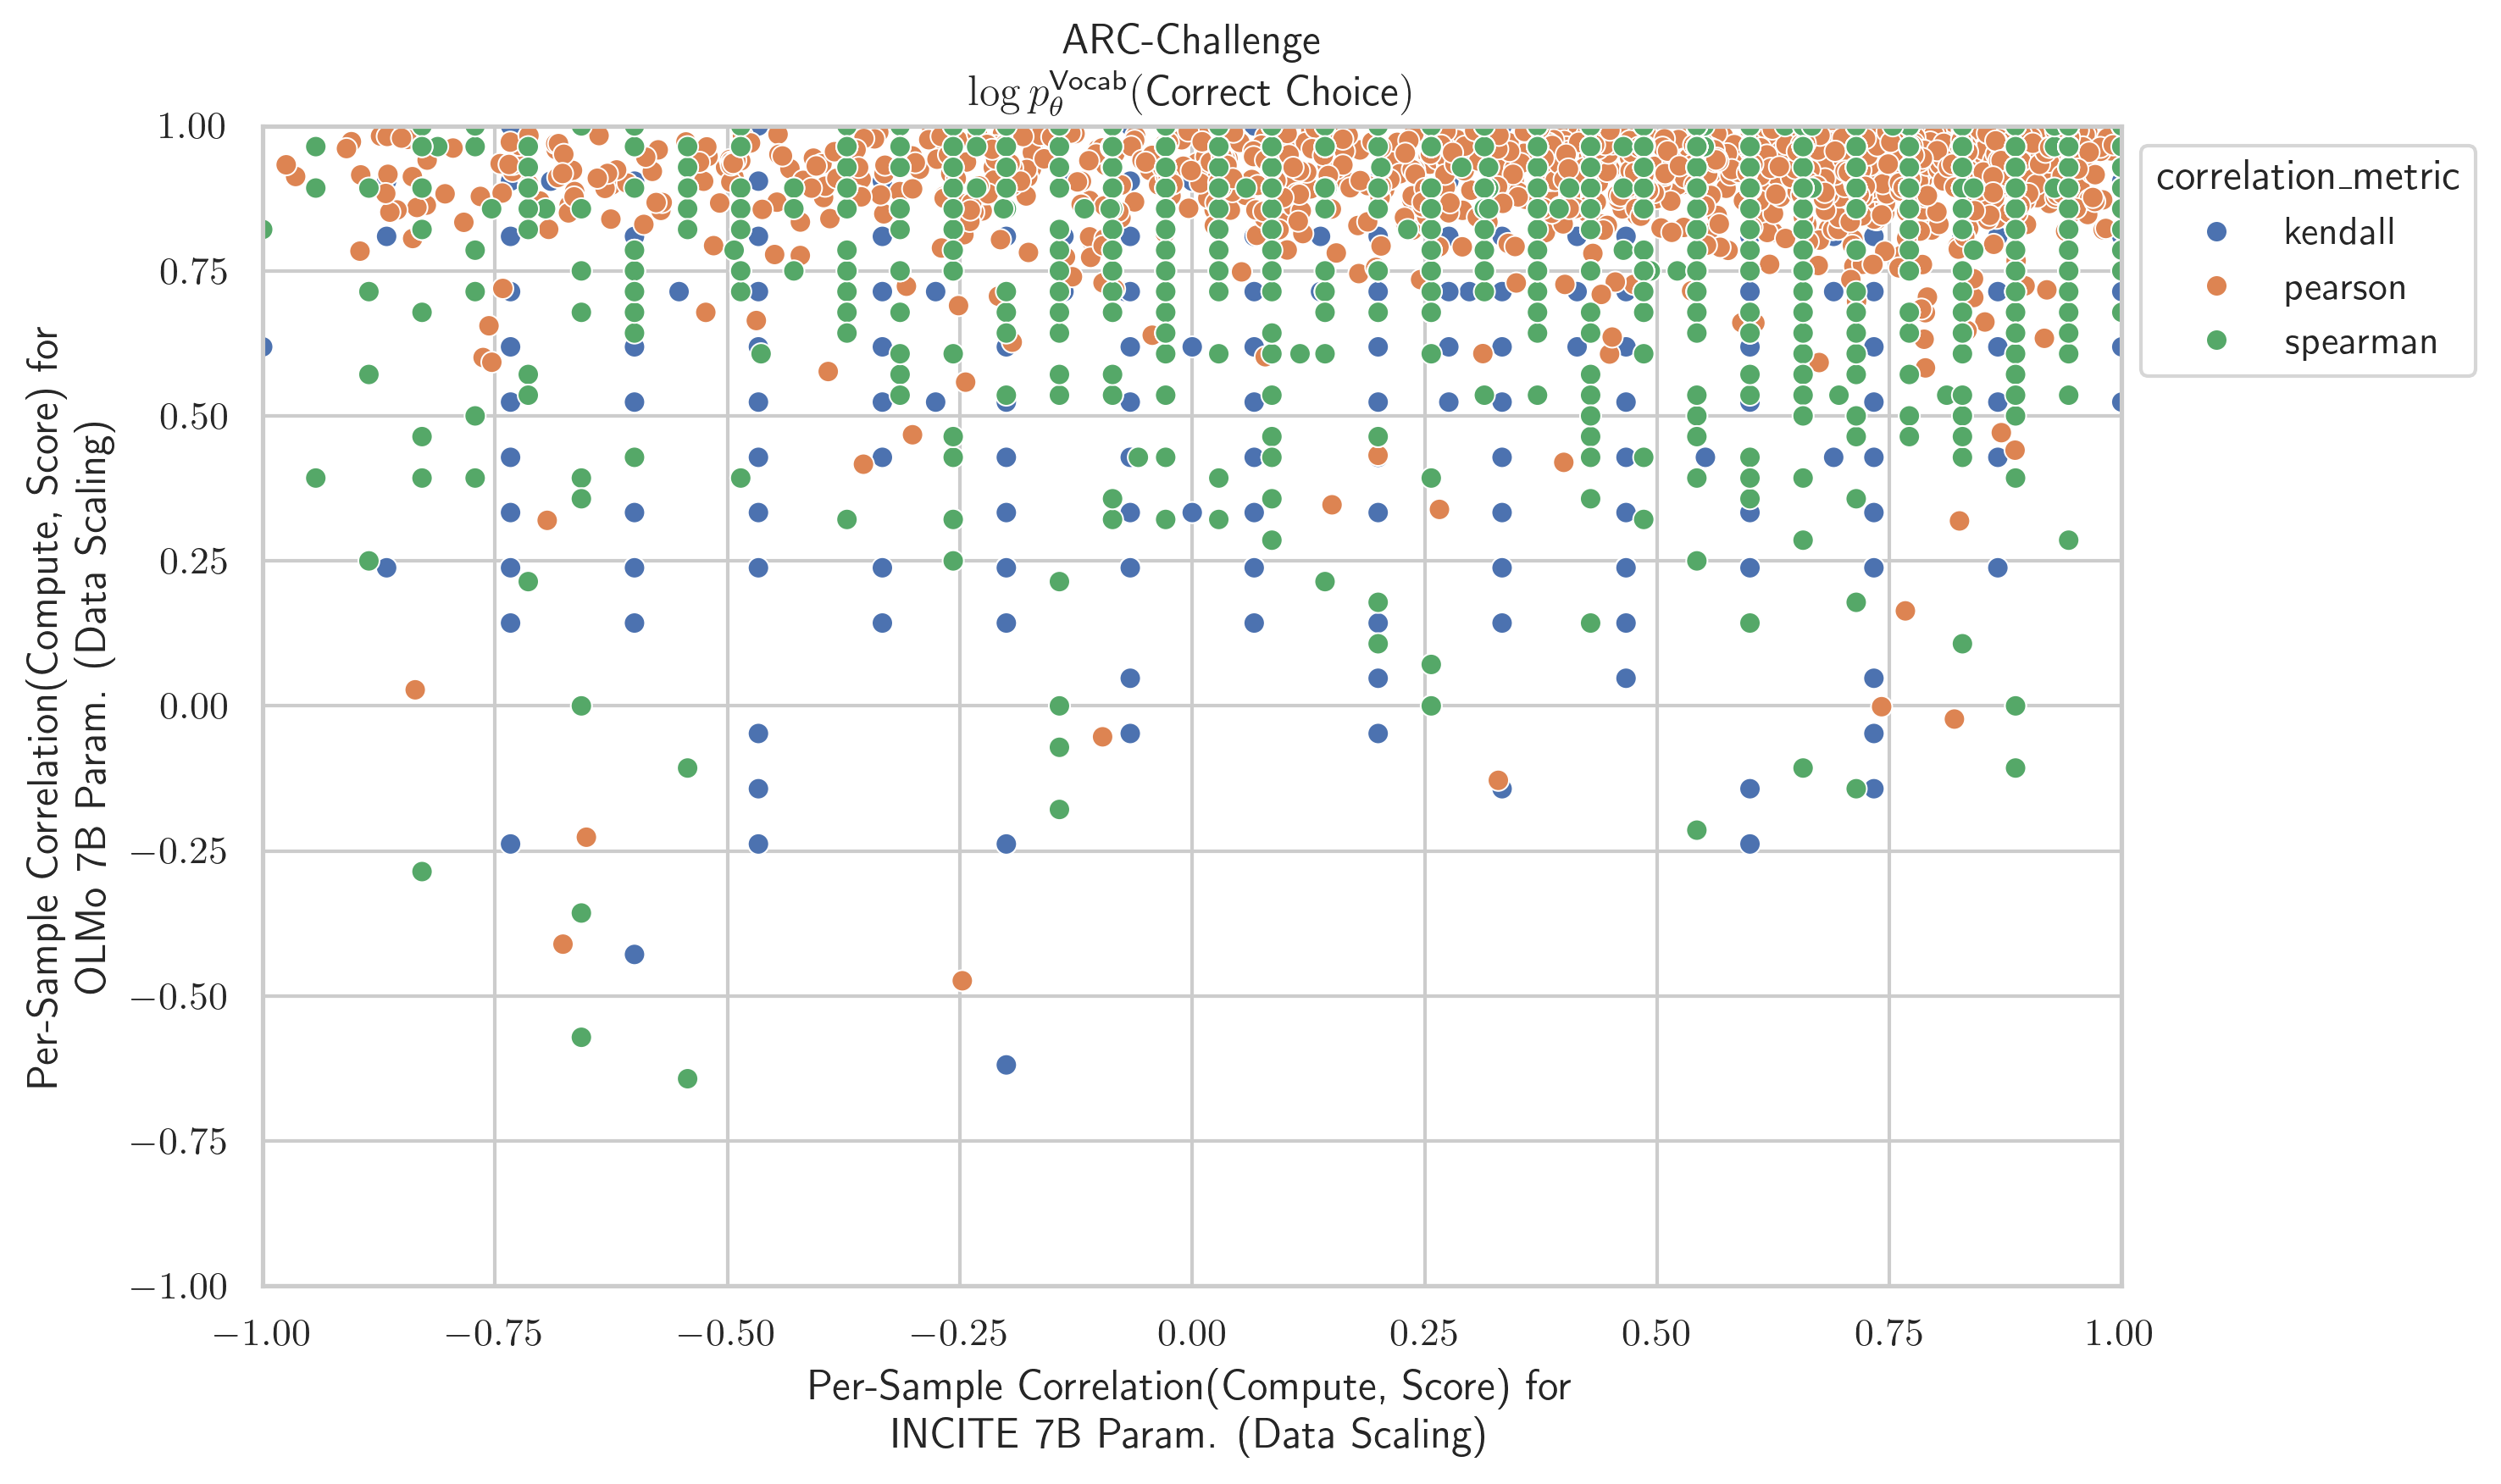 ARC-Challenge
log p_θ^Vocab(Correct Choice)
1.00
0.75
0.50
0.25
0.00
−0.25
−0.50
−0.75
−1.00
Per-Sample Correlation(Compute, Score) for
OLMo 7B Param. (Data Scaling)
correlation_metric
kendall
pearson
spearman
−1.00 −0.75 −0.50 −0.25 0.00 0.25 0.50 0.75 1.00
Per-Sample Correlation(Compute, Score) for
INCITE 7B Param. (Data Scaling)